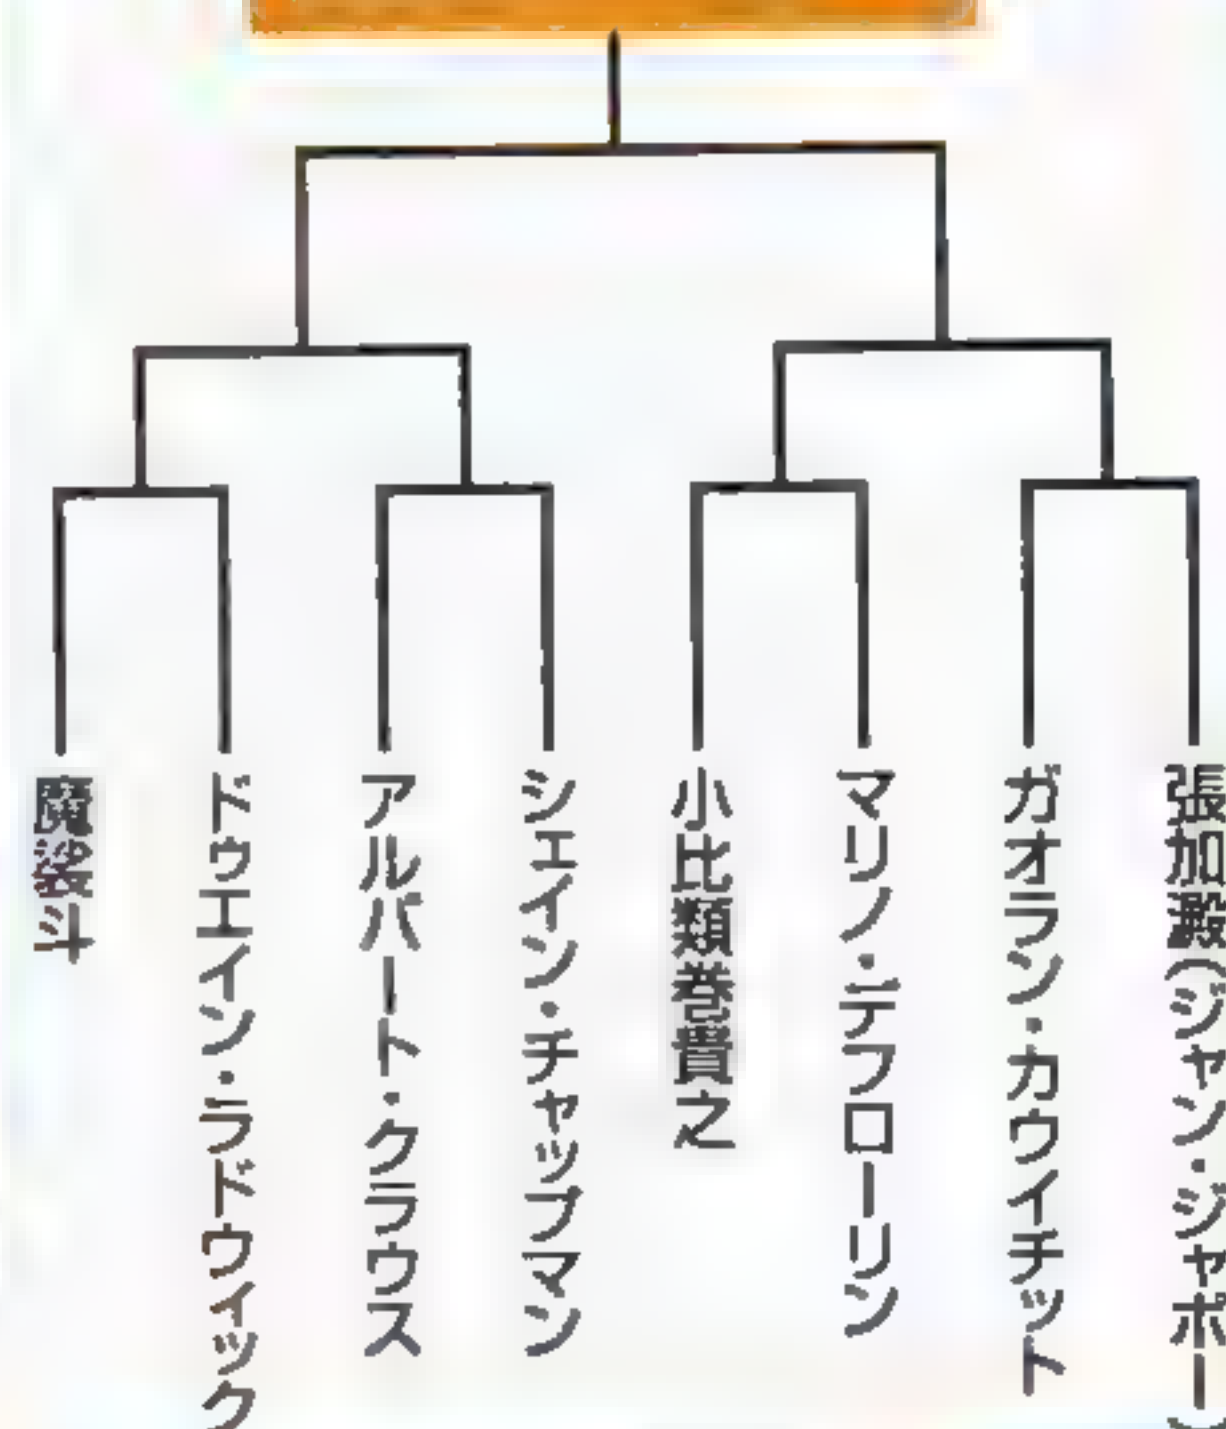 魔裟斗
ドゥエイン・ラドウィック
アルバート・クラウス
シェイン・チャップマン
小比類巻貴之
マリノ・デフローリン
ガオラン・カウイチット
張加澱(ジャン・ジャポー)